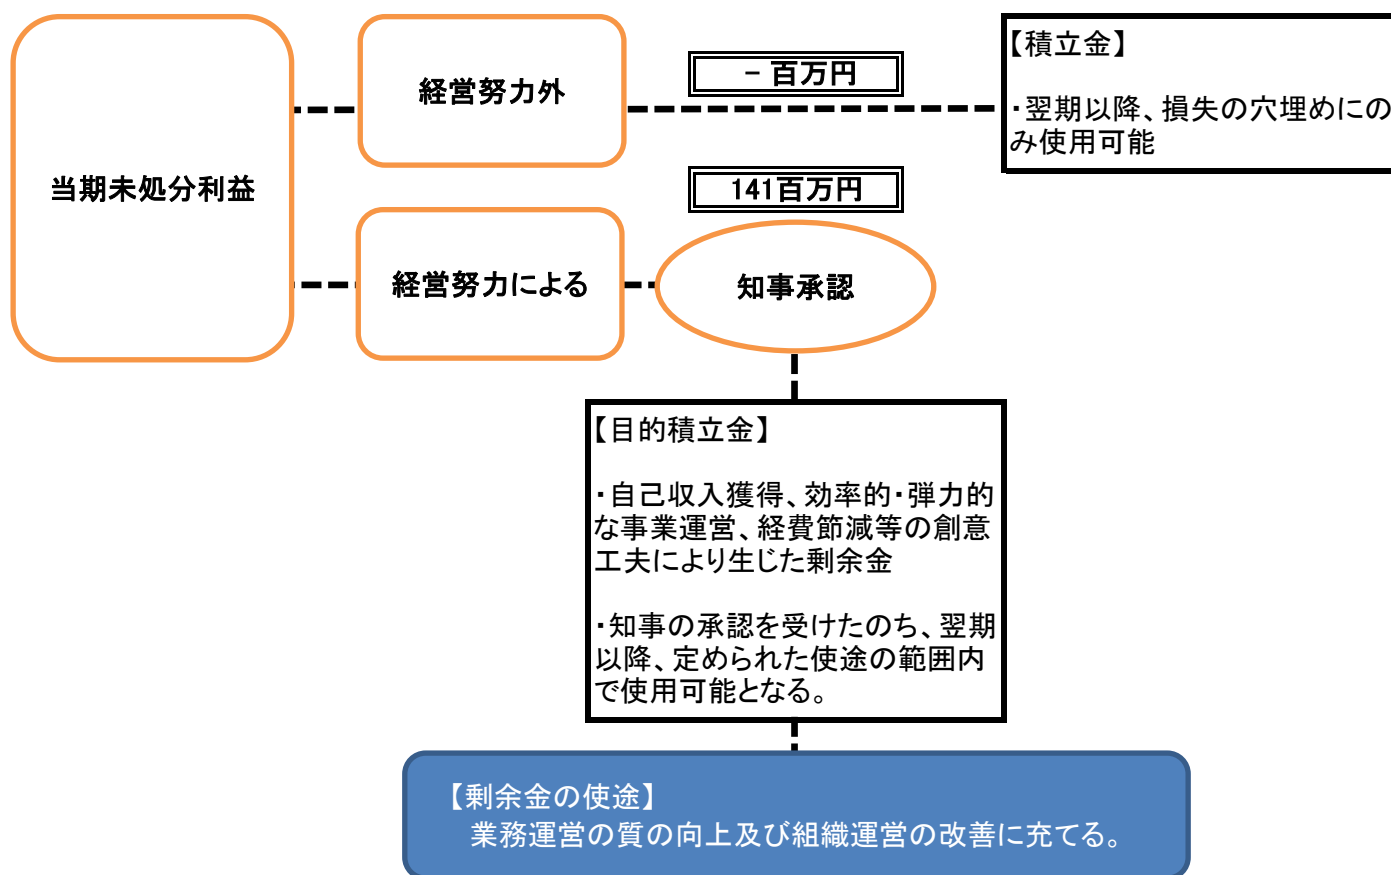 当期未処分利益
経営努力外
- 百万円
【積立金】
・翌期以降、損失の穴埋めにの
み使用可能
経営努力による
141百万円
知事承認
【目的積立金】
・自己収入獲得、効率的・弾力的
な事業運営、経費節減等の創意
工夫により生じた剰余金
・知事の承認を受けたのち、翌期
以降、定められた使途の範囲内
で使用可能となる。
【剰余金の使途】
業務運営の質の向上及び組織運営の改善に充てる。